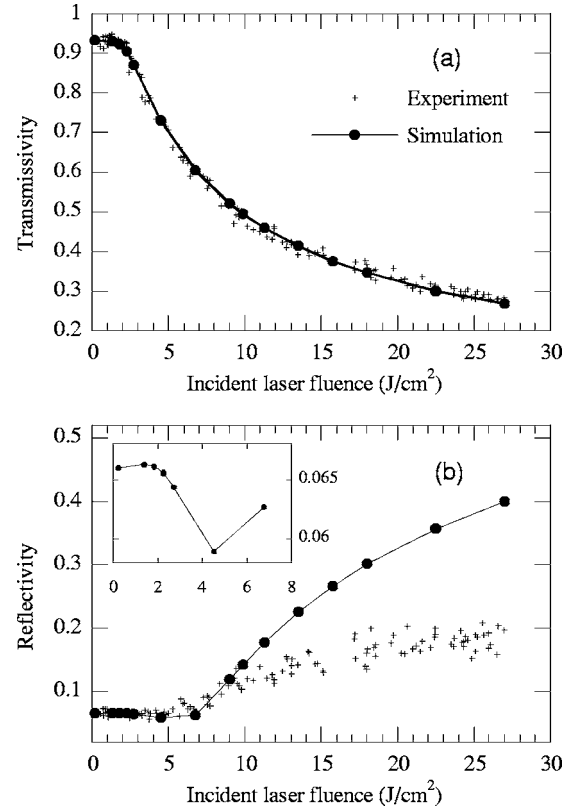 1
0.9
0.8
0.7
0.6
0.5
0.4
0.3
0.2
Transmissivity
(a)
Experiment
Simulation
0 5 10 15 20 25 30
Incident laser fluence (J/cm²)
0.5
0.4
0.3
0.2
0.1
Reflectivity
(b)
0.065
0.06
0 2 4 6 8
0 5 10 15 20 25 30
Incident laser fluence (J/cm²)